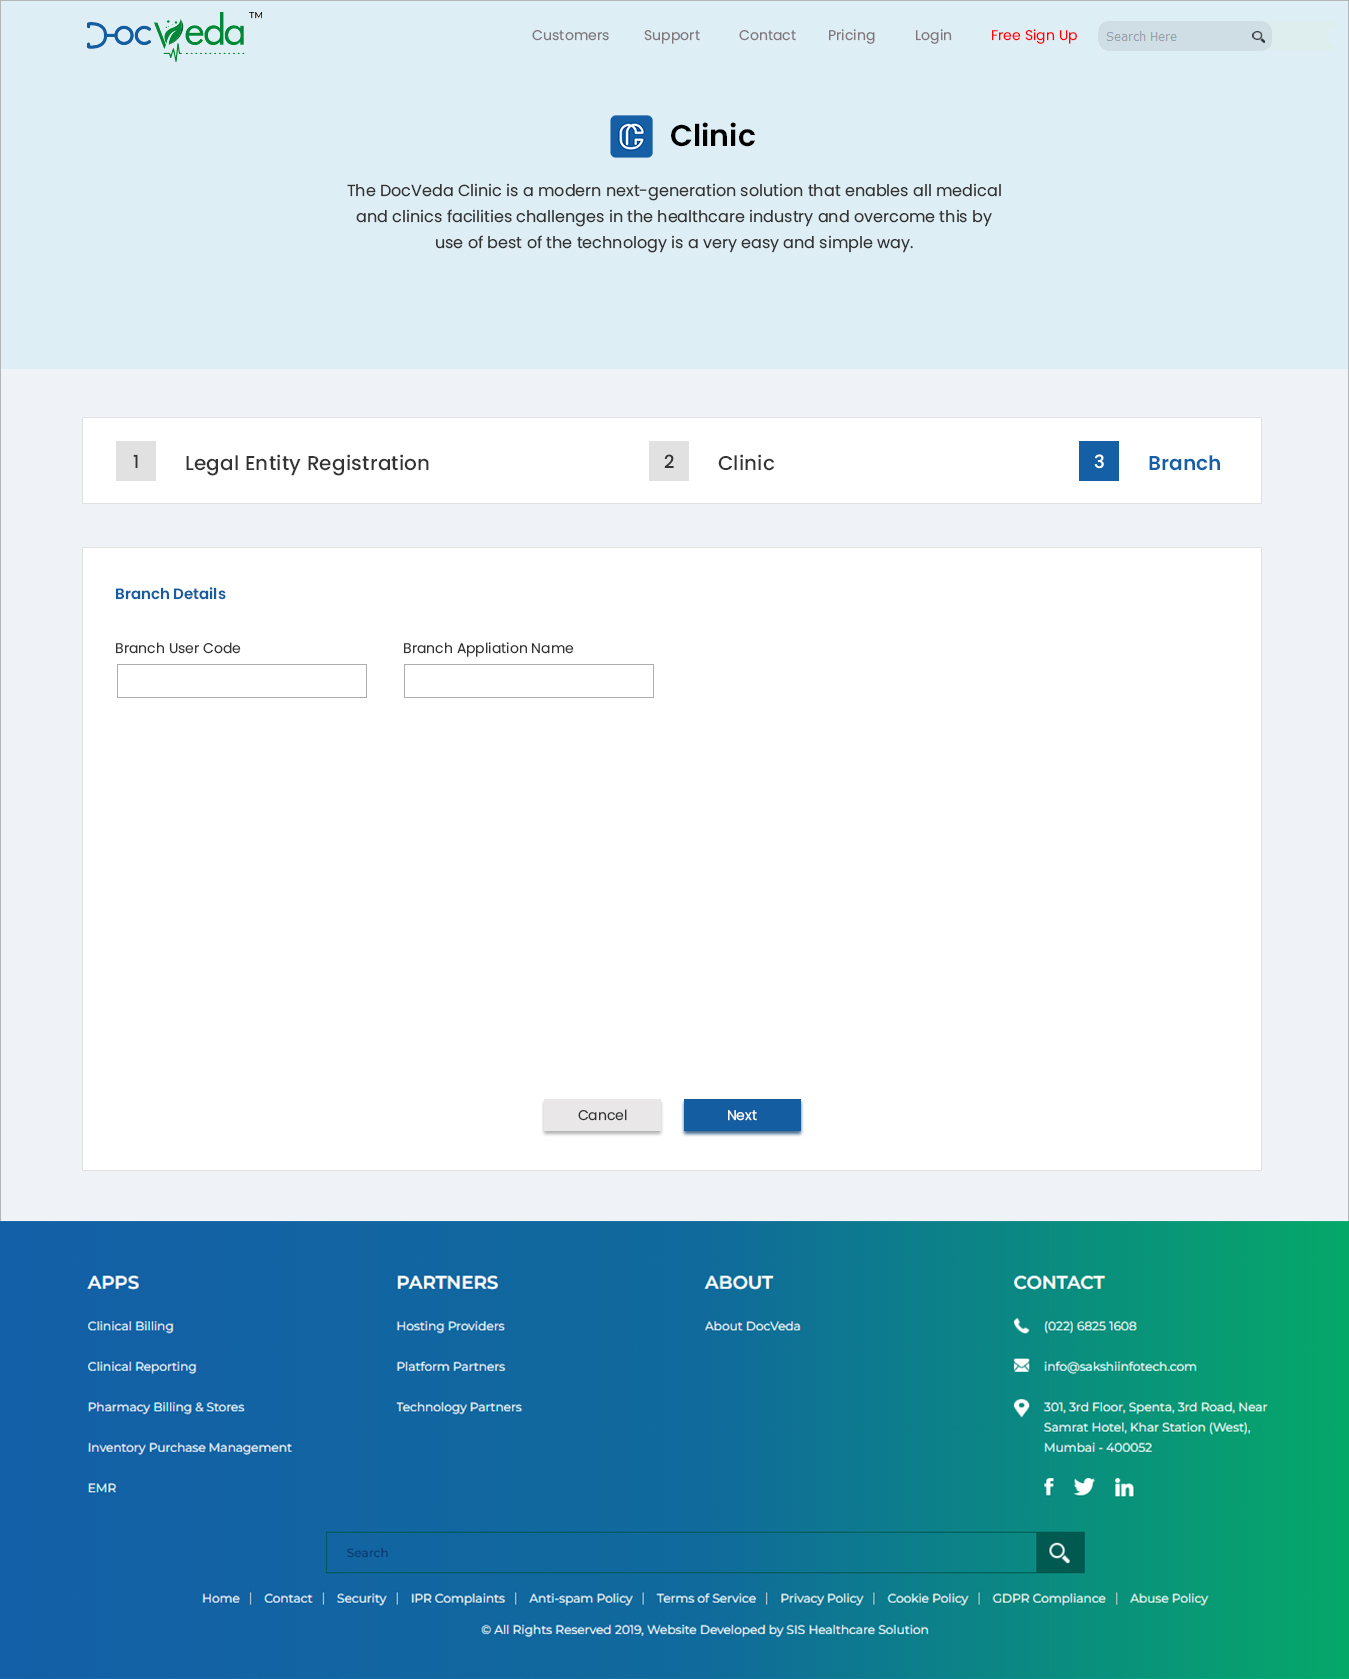 DocVeda TM
Customers Support Contact Pricing Login Free Sign Up Search Here
Clinic
The DocVeda Clinic is a modern next-generation solution that enables all medical
and clinics facilities challenges in the healthcare industry and overcome this by
use of best of the technology is a very easy and simple way.
1 Legal Entity Registration 2 Clinic 3 Branch
Branch Details
Branch User Code Branch Appliation Name
Cancel Next
APPS PARTNERS ABOUT CONTACT
Clinical Billing Hosting Providers About DocVeda (022) 6825 1608
Clinical Reporting Platform Partners info@sakshiinfotech.com
Pharmacy Billing & Stores Technology Partners 301, 3rd Floor, Spenta, 3rd Road, Near
Samrat Hotel, Khar Station (West),
Inventory Purchase Management Mumbai - 400052
EMR
Search
Home | Contact | Security | IPR Complaints | Anti-spam Policy | Terms of Service | Privacy Policy | Cookie Policy | GDPR Compliance | Abuse Policy
© All Rights Reserved 2019, Website Developed by SIS Healthcare Solution